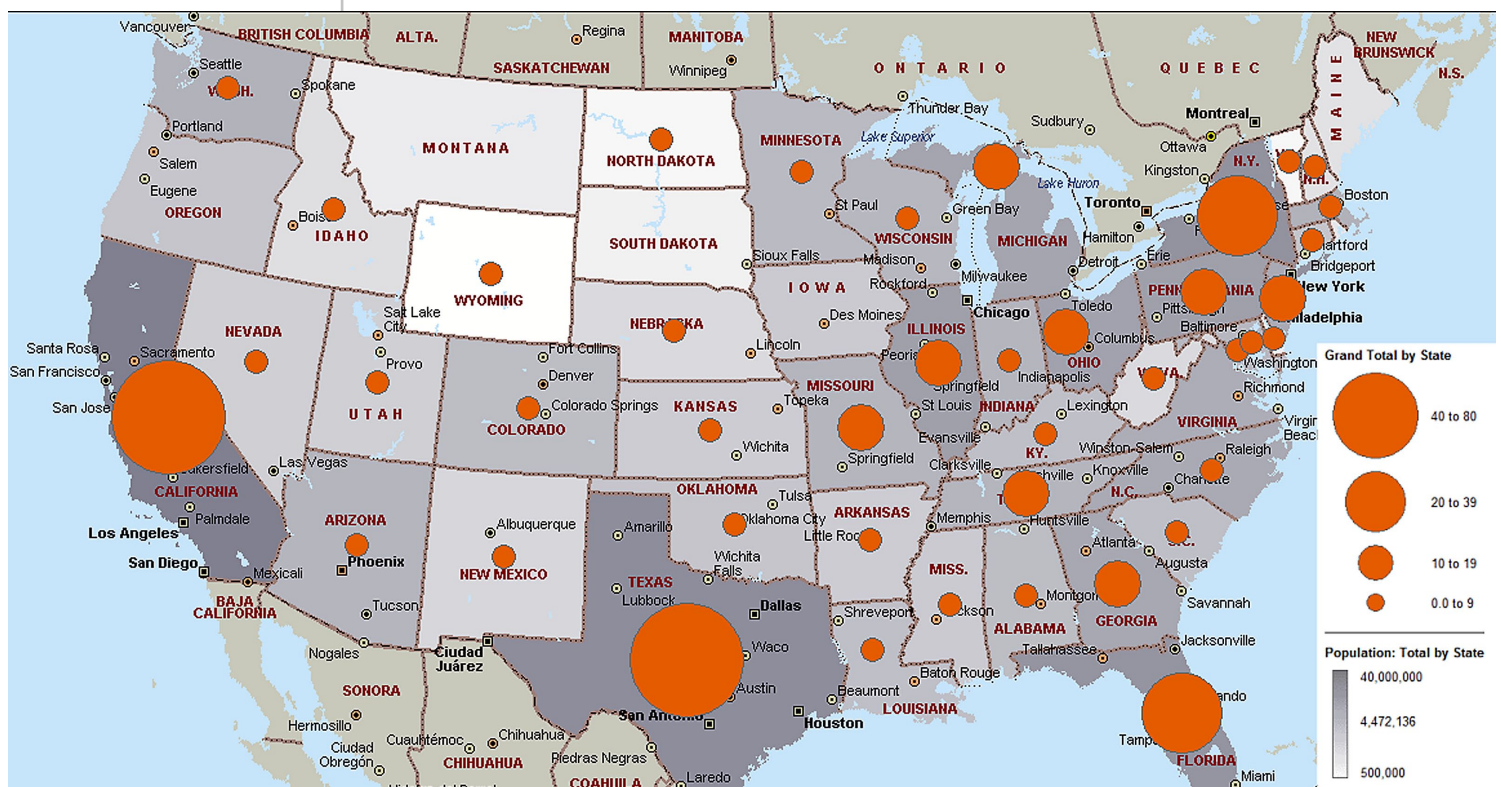 Vancouver
BRITISH COLUMBIA
ALTA.
Regina
SASKATCHEWAN
MANITOBA
Winnipeg
ONTARIO
QUEBEC
NEW
BRUNSWICK
N.S.
MAINE
Seattle
Spokane
Portland
Salem
Eugene
OREGON
Boise
IDAHO
MONTANA
NORTH DAKOTA
SOUTH DAKOTA
Sioux Falls
WYOMING
MINNESOTA
St Paul
Thunder Bay
Lake Superior
Sudbury
Montreal
Ottawa
Kingston
N.Y.
N.H.
Boston
Lake Huron
Toronto
Hamilton
Green Bay
WISCONSIN
Madison
Milwaukee
MICHIGAN
Detroit
Erie
Hartford
Bridgeport
New York
Rockford
Chicago
Toledo
IOWA
Des Moines
NEBRASKA
Lincoln
Salt Lake
City
Provo
NEVADA
UTAH
Fort Collins
Denver
Colorado Springs
COLORADO
Santa Rosa
Sacramento
San Francisco
San Jose
CALIFORNIA
Palmdale
Los Angeles
San Diego
Mexicali
Las Vegas
ARIZONA
Phoenix
Tucson
Nogales
Albuquerque
NEW MEXICO
KANSAS
Topeka
Wichita
MISSOURI
St Louis
Springfield
ILLINOIS
Peoria
Springfield
INDIANA
Indianapolis
Evansville
OHIO
Columbus
Baltimore
Washington
Richmond
VIRGINIA
KY.
Lexington
Clarksville
Knoxville
Winston-Salem
Raleigh
N.C.
Charlotte
OKLAHOMA
Tulsa
Oklahoma City
Amarillo
Wichita
Falls
TEXAS
Lubbock
Dallas
Waco
Austin
San Antonio
Houston
Beaumont
Laredo
ARKANSAS
Little Rock
Memphis
Huntsville
MISS.
Jackson
Shreveport
LOUISIANA
Baton Rouge
ALABAMA
Atlanta
Augusta
GEORGIA
Savannah
Jacksonville
Tallahassee
FLORIDA
Miami
BAJA
CALIFORNIA
SONORA
Hermosillo
Ciudad
Obregón
Ciudad
Juárez
Cuauhtémoc
Chihuahua
CHIHUAHUA
Piedras Negras
COAHUILA
Grand Total by State
40 to 80
20 to 39
10 to 19
0.0 to 9
Population: Total by State
40,000,000
4,472,136
500,000